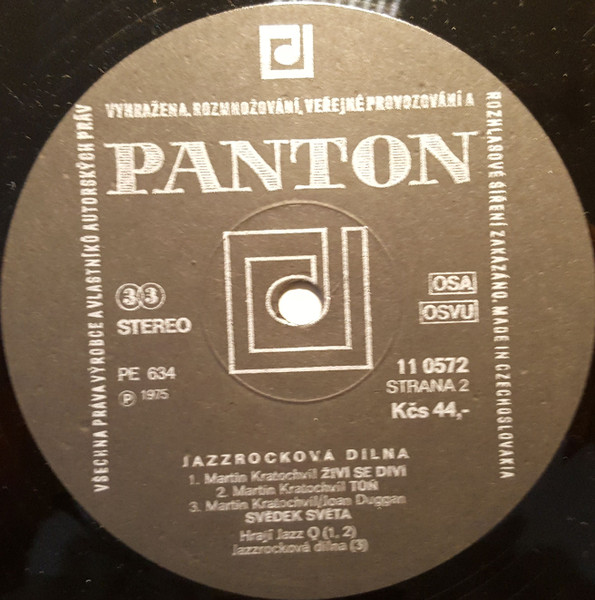 VYHRAŽENA. ROZMNOŽOVÁNÍ, VEŘEJNÉ PROVOZOVÁNÍ A
ROZHLASOVÉ ŠÍŘENÍ ZAKÁZÁNO. MADE IN CZECHOSLOVAKIA
VŠECHNA PRÁVA VÝROBCE A VLASTNÍKŮ AUTORSKÝCH PRÁV
PANTON
33
STEREO
OSA
OSVU
PE 634
℗ 1975
11 0572
STRANA 2
Kčs 44,-
JAZZROCKOVÁ DÍLNA
1. Martin Kratochvíl ŽIVÍ SE DIVÍ
2. Martin Kratochvíl TŮŇ
3. Martin Kratochvíl/Joan Duggan
SVĚDEK SVĚTA
Hrají Jazz Q (1, 2)
Jazzrocková dílna (3)